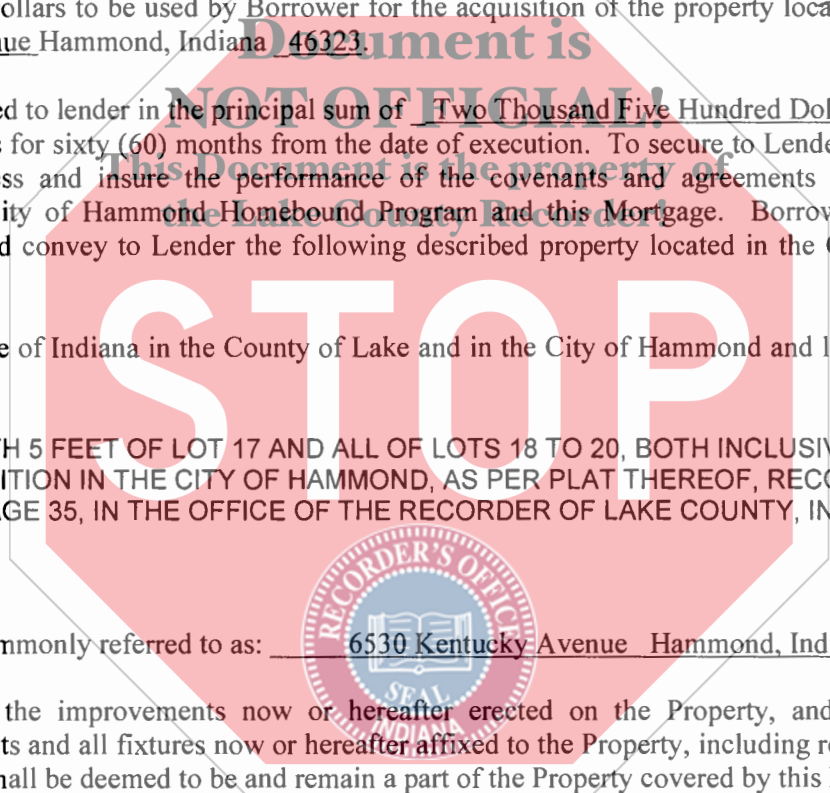 ollars to be used by Borrower for the acquisition of the property loca
ue Hammond, Indiana 46323.
Document is
NOT OFFICIAL!
This Document is the property of
the Lake County Recorder!
ed to lender in the principal sum of Two Thousand Five Hundred Dol
s for sixty (60) months from the date of execution. To secure to Lende
ess and insure the performance of the covenants and agreements
ity of Hammond Homebound Program and this Mortgage. Borrow
d convey to Lender the following described property located in the C
STOP
e of Indiana in the County of Lake and in the City of Hammond and l
TH 5 FEET OF LOT 17 AND ALL OF LOTS 18 TO 20, BOTH INCLUSIV
ITION IN THE CITY OF HAMMOND, AS PER PLAT THEREOF, RECO
GE 35, IN THE OFFICE OF THE RECORDER OF LAKE COUNTY, IN
RECORDER'S OFFICE
SEAL
INDIANA
mmonly referred to as: 6530 Kentucky Avenue Hammond, Ind
the improvements now or hereafter erected on the Property, and
ts and all fixtures now or hereafter affixed to the Property, including re
hall be deemed to be and remain a part of the Property covered by this